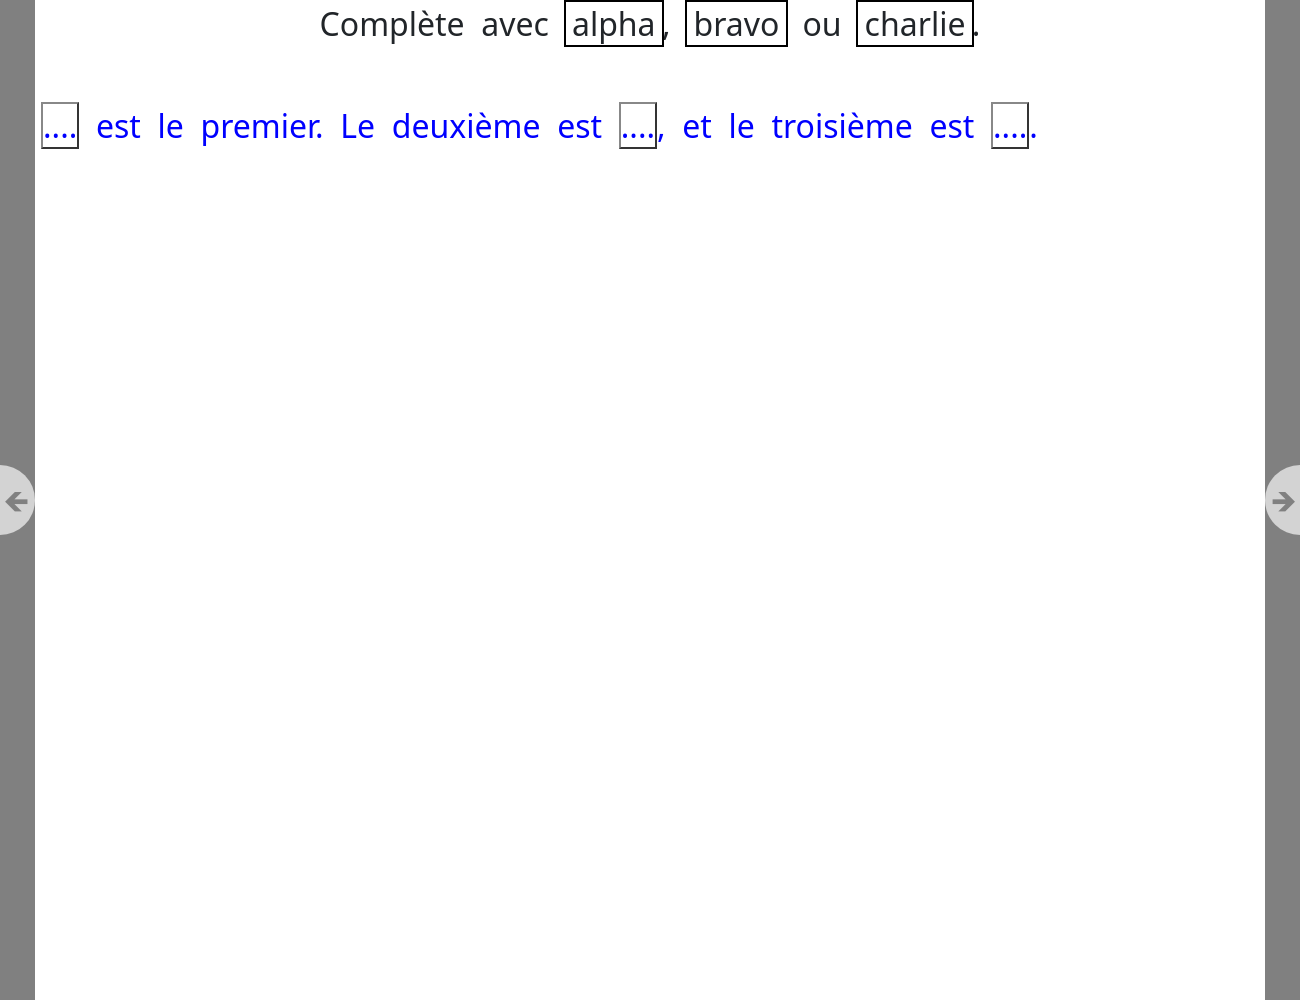 Complète avec alpha, bravo ou charlie.
.... est le premier. Le deuxième est ...., et le troisième est .....